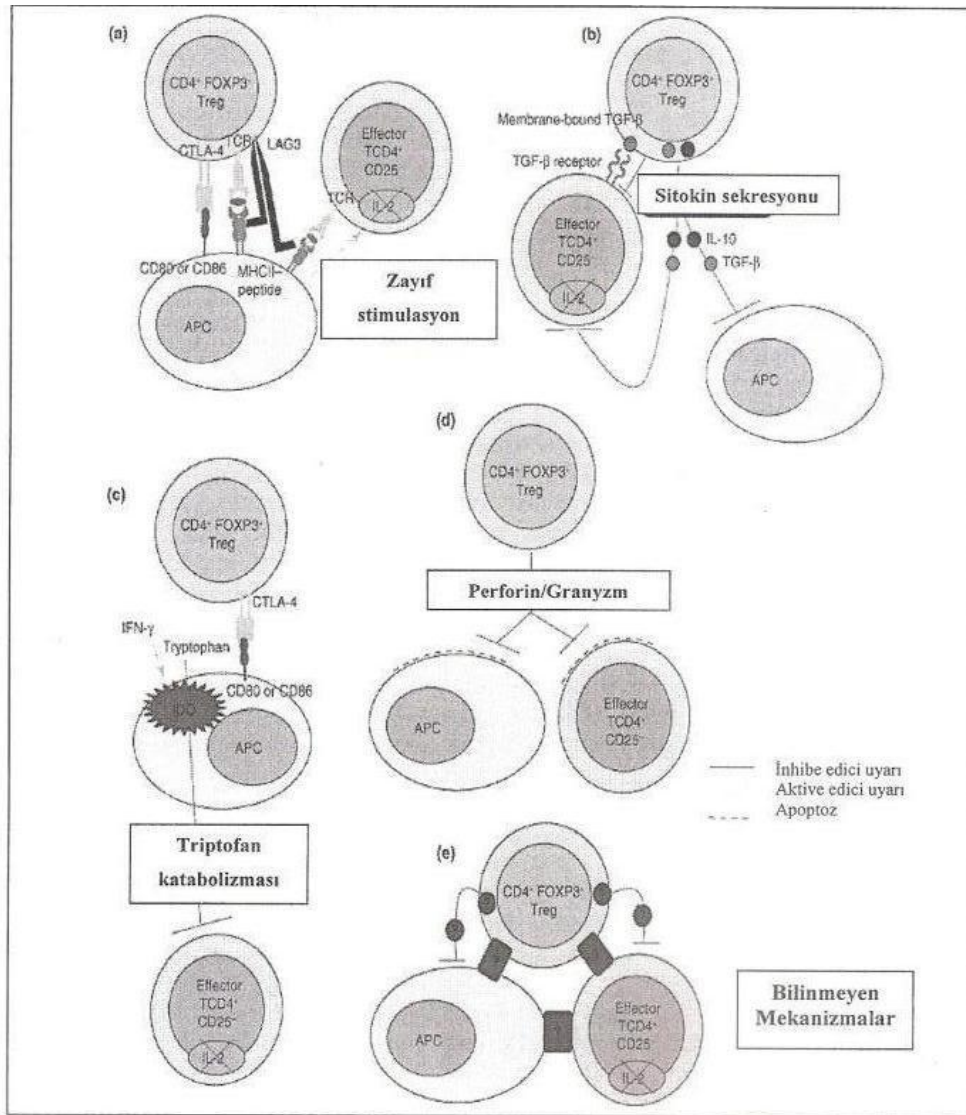 (a)
CD4⁺ FOXP3⁺
Treg
CTLA-4
TCR
LAG3
Effector
TCD4⁺
CD25
TCR
IL-2
CD80 or CD86
MHCII–
peptide
APC
Zayıf
stimulasyon
(b)
CD4⁺ FOXP3⁺
Treg
Membrane-bound TGF-β
TGF-β receptor
Sitokin sekresyonu
Effector
TCD4⁺
CD25
IL-2
IL-10
TGF-β
APC
(c)
CD4⁺ FOXP3⁺
Treg
CTLA-4
IFN-γ
Tryptophan
CD80 or CD86
IDO
APC
Triptofan
katabolizması
Effector
TCD4⁺
CD25⁻
IL-2
(d)
CD4⁺ FOXP3⁺
Treg
Perforin/Granyzm
APC
Effector
TCD4⁺
CD25⁻
İnhibe edici uyarı
Aktive edici uyarı
Apoptoz
(e)
CD4⁺ FOXP3⁺
Treg
?
?
?
?
APC
?
Effector
TCD4⁺
CD25
IL-2
Bilinmeyen
Mekanizmalar